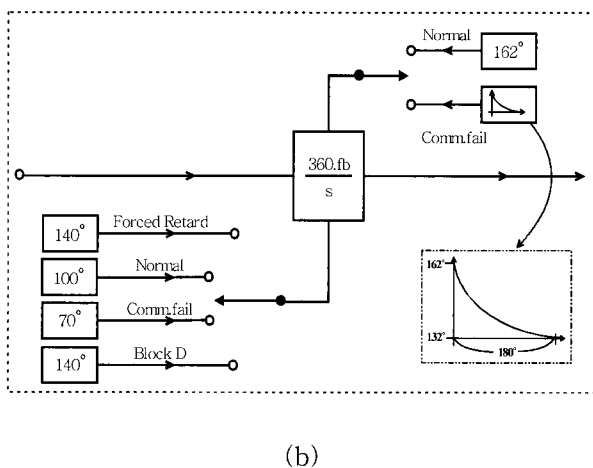 Normal
162°
Comm.fail
360.fb
s
140°
Forced Retard
100°
Normal
70°
Comm.fail
140°
Block D
162°
132°
180°
(b)